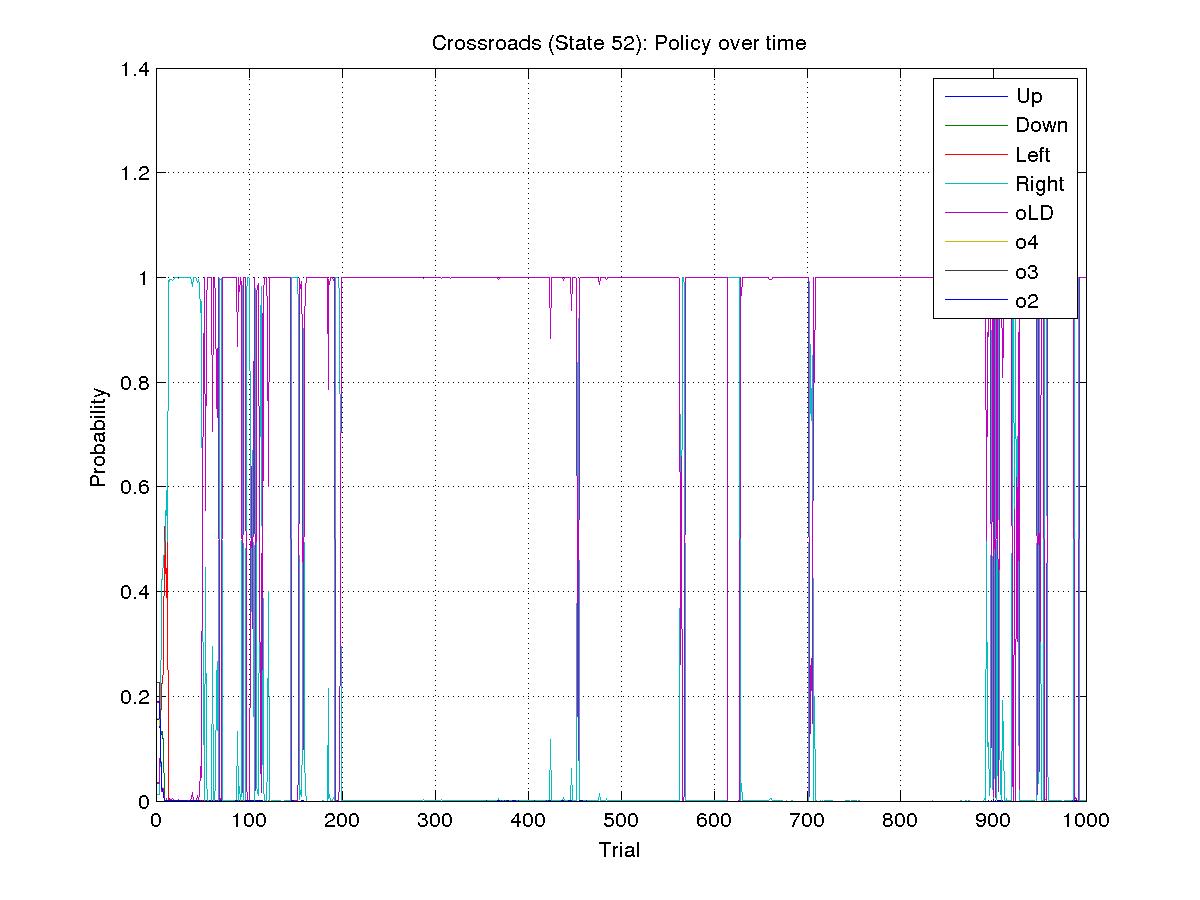 Crossroads (State 52): Policy over time
1.4
1.2
1
0.8
0.6
0.4
0.2
0
Probability
0 100 200 300 400 500 600 700 800 900 1000
Trial
Up
Down
Left
Right
oLD
o4
o3
o2